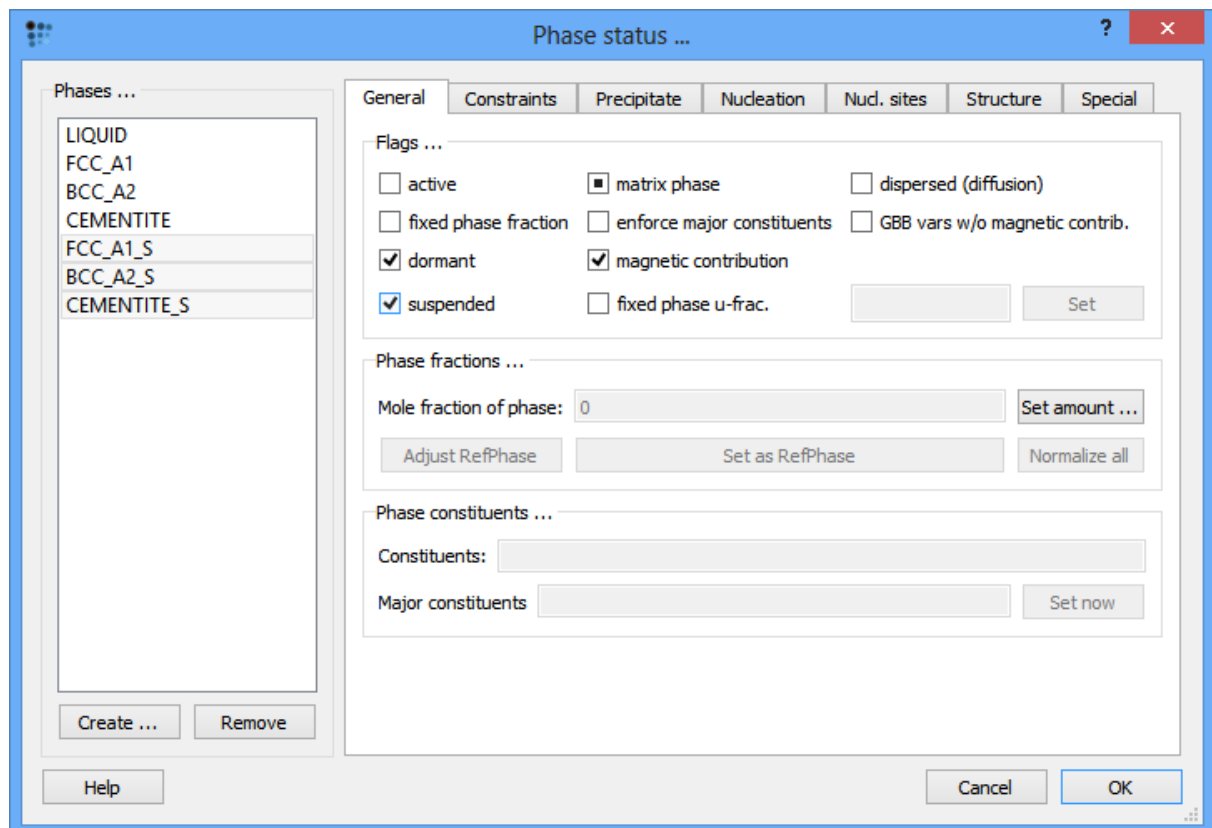 Phase status ...
?
Phases ...
LIQUID
FCC_A1
BCC_A2
CEMENTITE
FCC_A1_S
BCC_A2_S
CEMENTITE_S
Create ...
Remove
General
Constraints
Precipitate
Nucleation
Nucl. sites
Structure
Special
Flags ...
active
matrix phase
dispersed (diffusion)
fixed phase fraction
enforce major constituents
GBB vars w/o magnetic contrib.
dormant
magnetic contribution
suspended
fixed phase u-frac.
Set
Phase fractions ...
Mole fraction of phase:
0
Set amount ...
Adjust RefPhase
Set as RefPhase
Normalize all
Phase constituents ...
Constituents:
Major constituents
Set now
Help
Cancel
OK